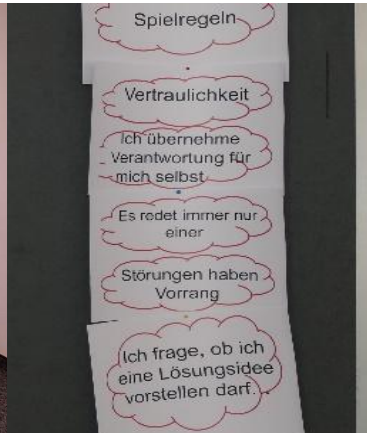 Spielregeln
Vertraulichkeit
Ich übernehme
Verantwortung für
mich selbst
Es redet immer nur
einer
Störungen haben
Vorrang
Ich frage, ob ich
eine Lösungsidee
vorstellen darf.